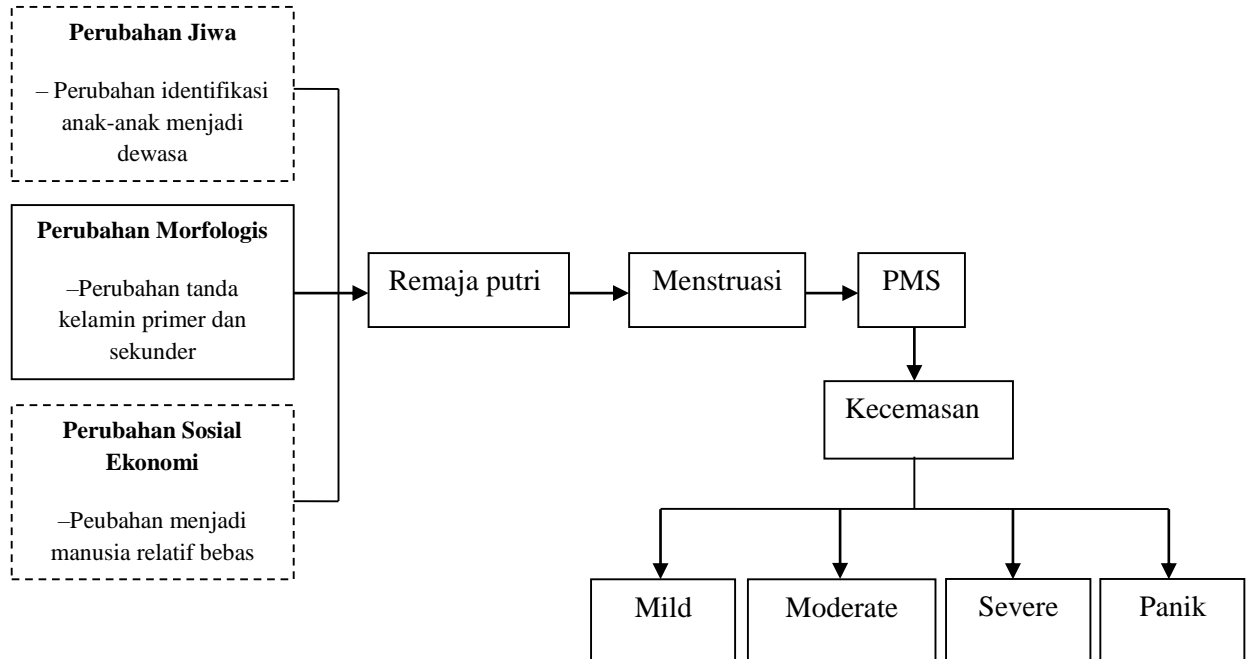 Perubahan Jiwa
– Perubahan identifikasi
anak-anak menjadi
dewasa
Perubahan Morfologis
–Perubahan tanda
kelamin primer dan
sekunder
Perubahan Sosial
Ekonomi
–Peubahan menjadi
manusia relatif bebas
Remaja putri
Menstruasi
PMS
Kecemasan
Mild
Moderate
Severe
Panik